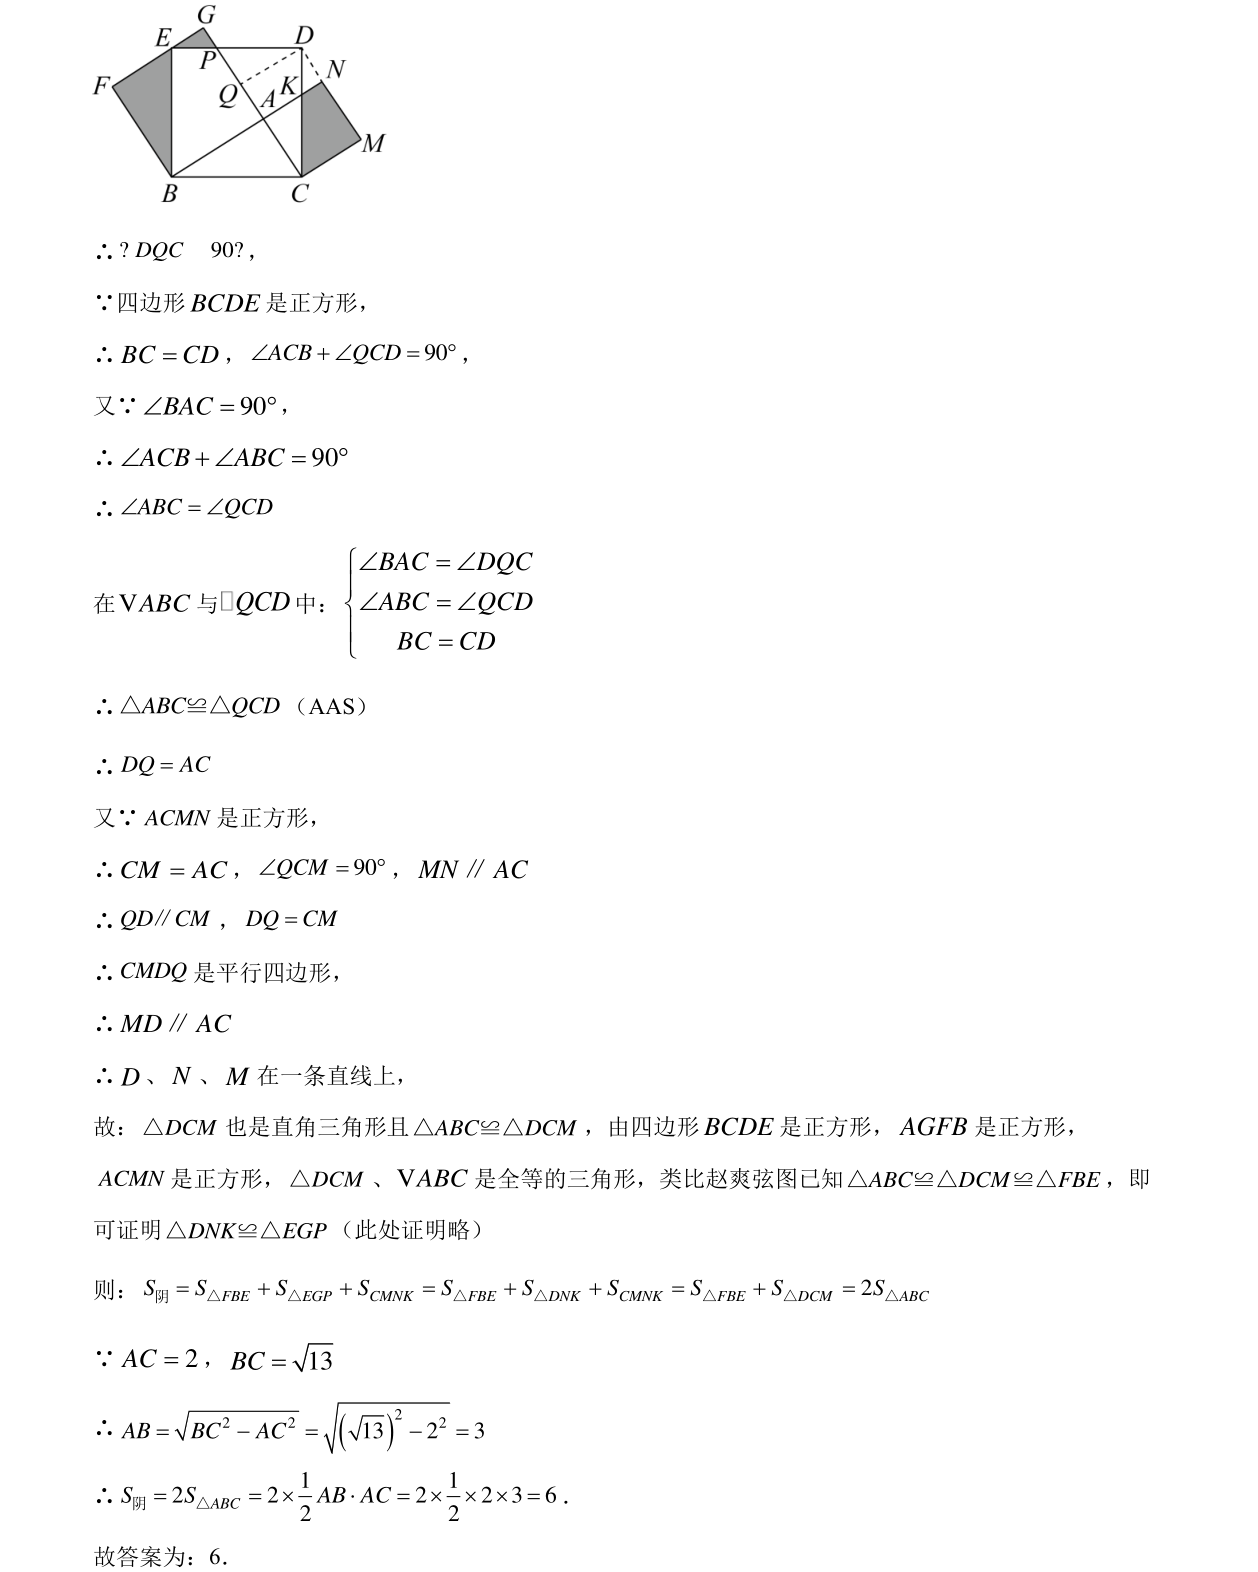 G
E D
P N
F Q A K
M
B C
∴? DQC 90?，
∵四边形BCDE是正方形，
∴BC = CD，∠ACB + ∠QCD = 90°，
又∵∠BAC = 90°，
∴∠ACB + ∠ABC = 90°
∴∠ABC = ∠QCD
∠BAC = ∠DQC
在VABC与□QCD中：{∠ABC = ∠QCD
BC = CD
∴△ABC≌△QCD（AAS）
∴DQ = AC
又∵ACMN是正方形，
∴CM = AC，∠QCM = 90°，MN∥AC
∴QD∥CM，DQ = CM
∴CMDQ是平行四边形，
∴MD∥AC
∴D、N、M在一条直线上，
故：△DCM也是直角三角形且△ABC≌△DCM，由四边形BCDE是正方形，AGFB是正方形，
ACMN是正方形，△DCM、VABC是全等的三角形，类比赵爽弦图已知△ABC≌△DCM≌△FBE，即
可证明△DNK≌△EGP（此处证明略）
则：S阴 = S△FBE + S△EGP + SCMNK = S△FBE + S△DNK + SCMNK = S△FBE + S△DCM = 2S△ABC
∵AC = 2，BC = √13
∴AB = √(BC² − AC²) = √((√13)² − 2²) = 3
∴S阴 = 2S△ABC = 2×1/2 AB·AC = 2×1/2×2×3 = 6．
故答案为：6．